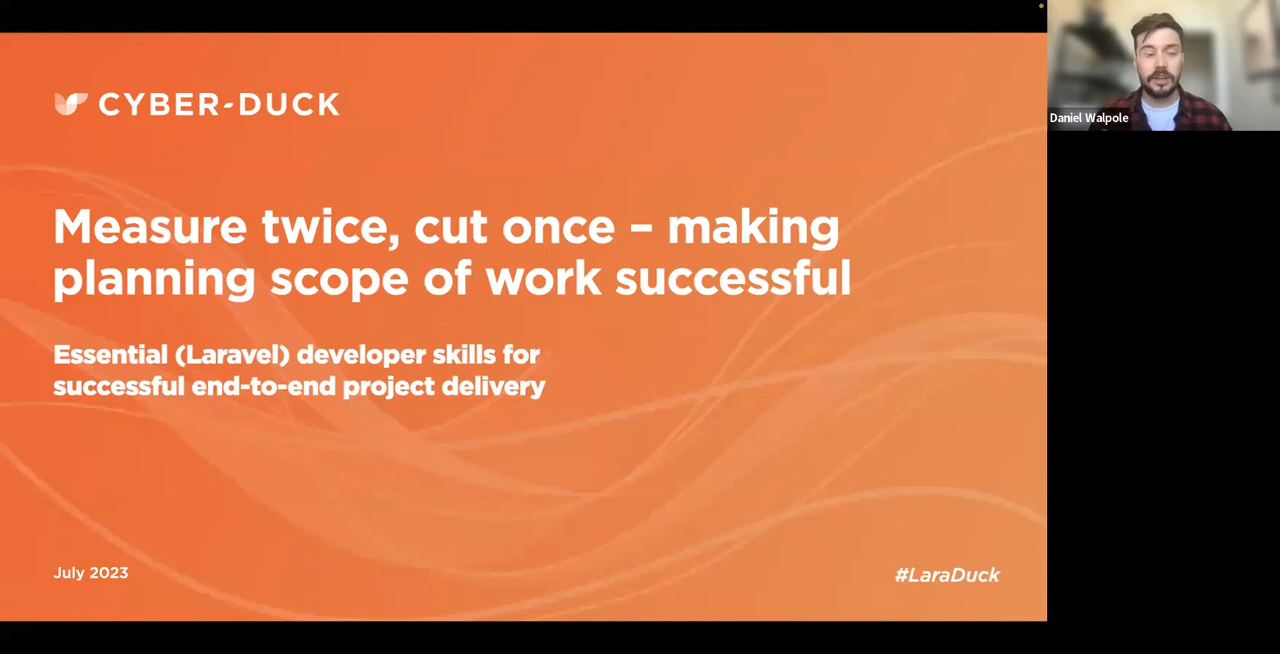 CYBER-DUCK
Measure twice, cut once – making
planning scope of work successful
Essential (Laravel) developer skills for
successful end-to-end project delivery
July 2023
#LaraDuck
Daniel Walpole